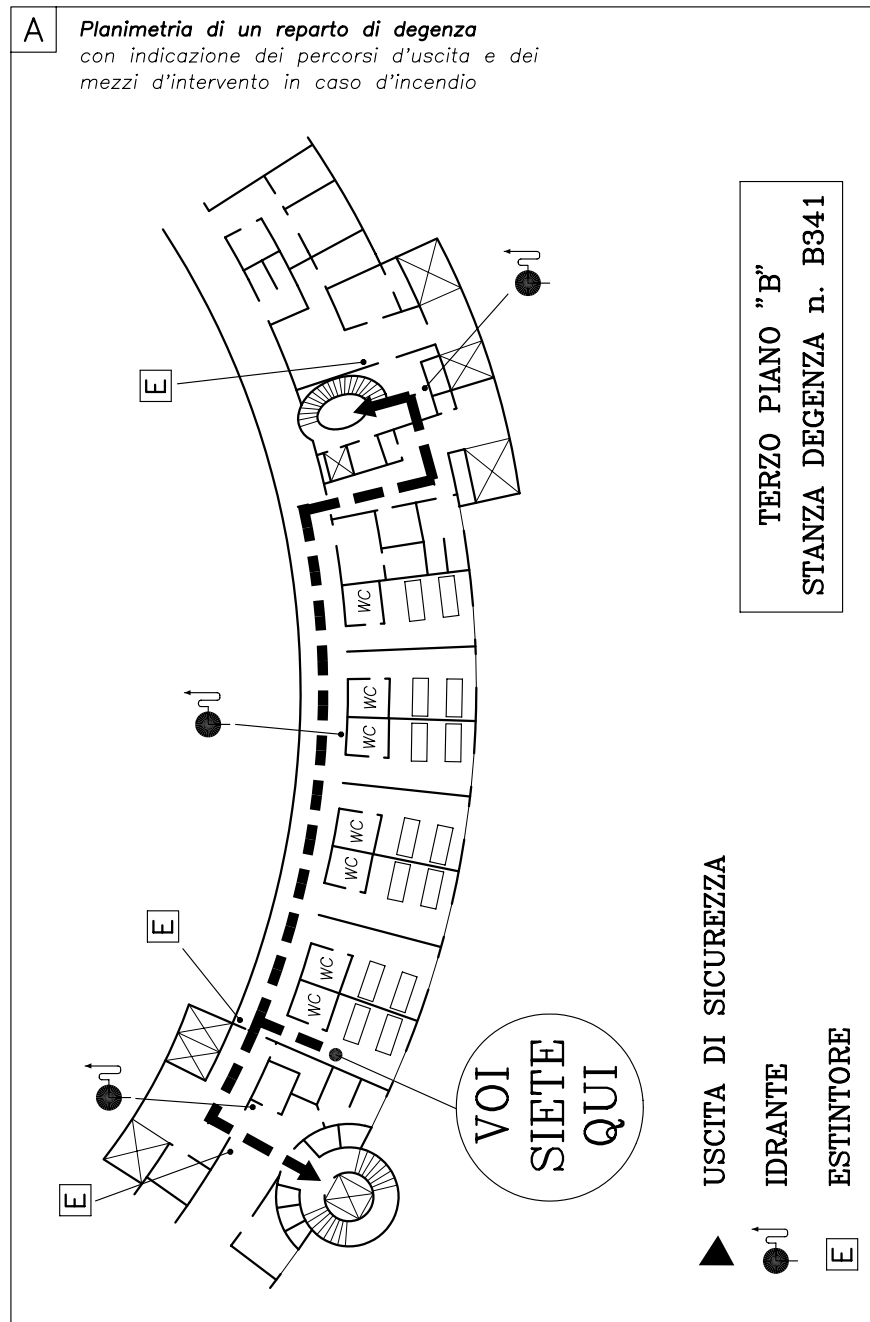 A
Planimetria di un reparto di degenza
con indicazione dei percorsi d'uscita e dei
mezzi d'intervento in caso d'incendio
E
WC
WC
WC
WC
WC
WC
WC
E
E
VOI
SIETE
QUI
TERZO PIANO "B"
STANZA DEGENZA n. B341
USCITA DI SICUREZZA
IDRANTE
E
ESTINTORE